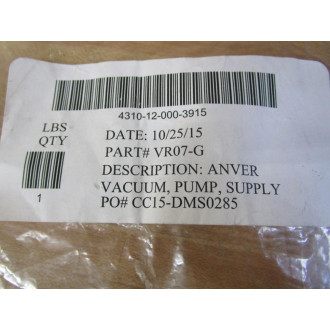 4310-12-000-3915
LBS
QTY
1
DATE: 10/25/15
PART# VR07-G
DESCRIPTION: ANVER
VACUUM, PUMP, SUPPLY
PO# CC15-DMS0285